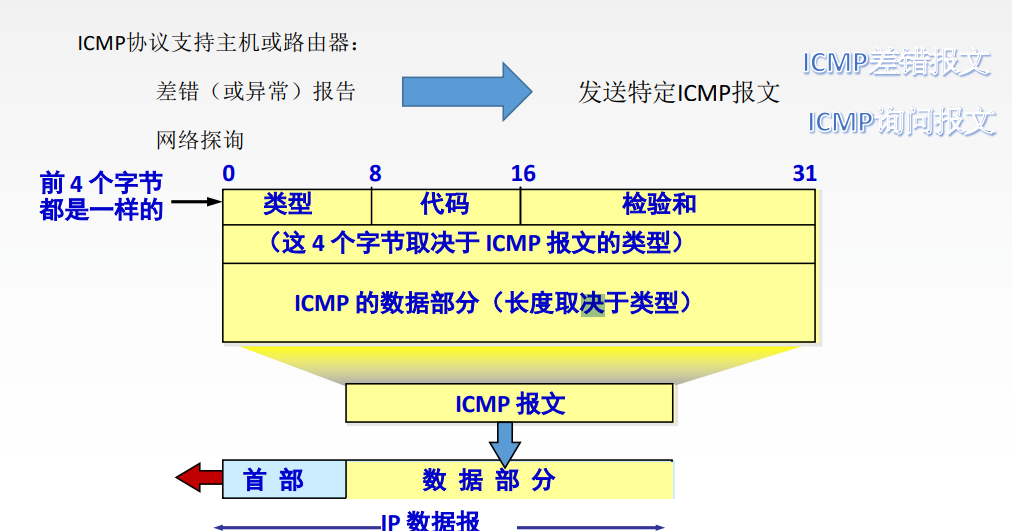 ICMP协议支持主机或路由器：
差错（或异常）报告
网络探询
发送特定ICMP报文
ICMP差错报文
ICMP询问报文
前 4 个字节
都是一样的
0 8 16 31
类型 代码 检验和
（这 4 个字节取决于 ICMP 报文的类型）
ICMP 的数据部分（长度取决于类型）
ICMP 报文
首 部 数 据 部 分
IP 数据报